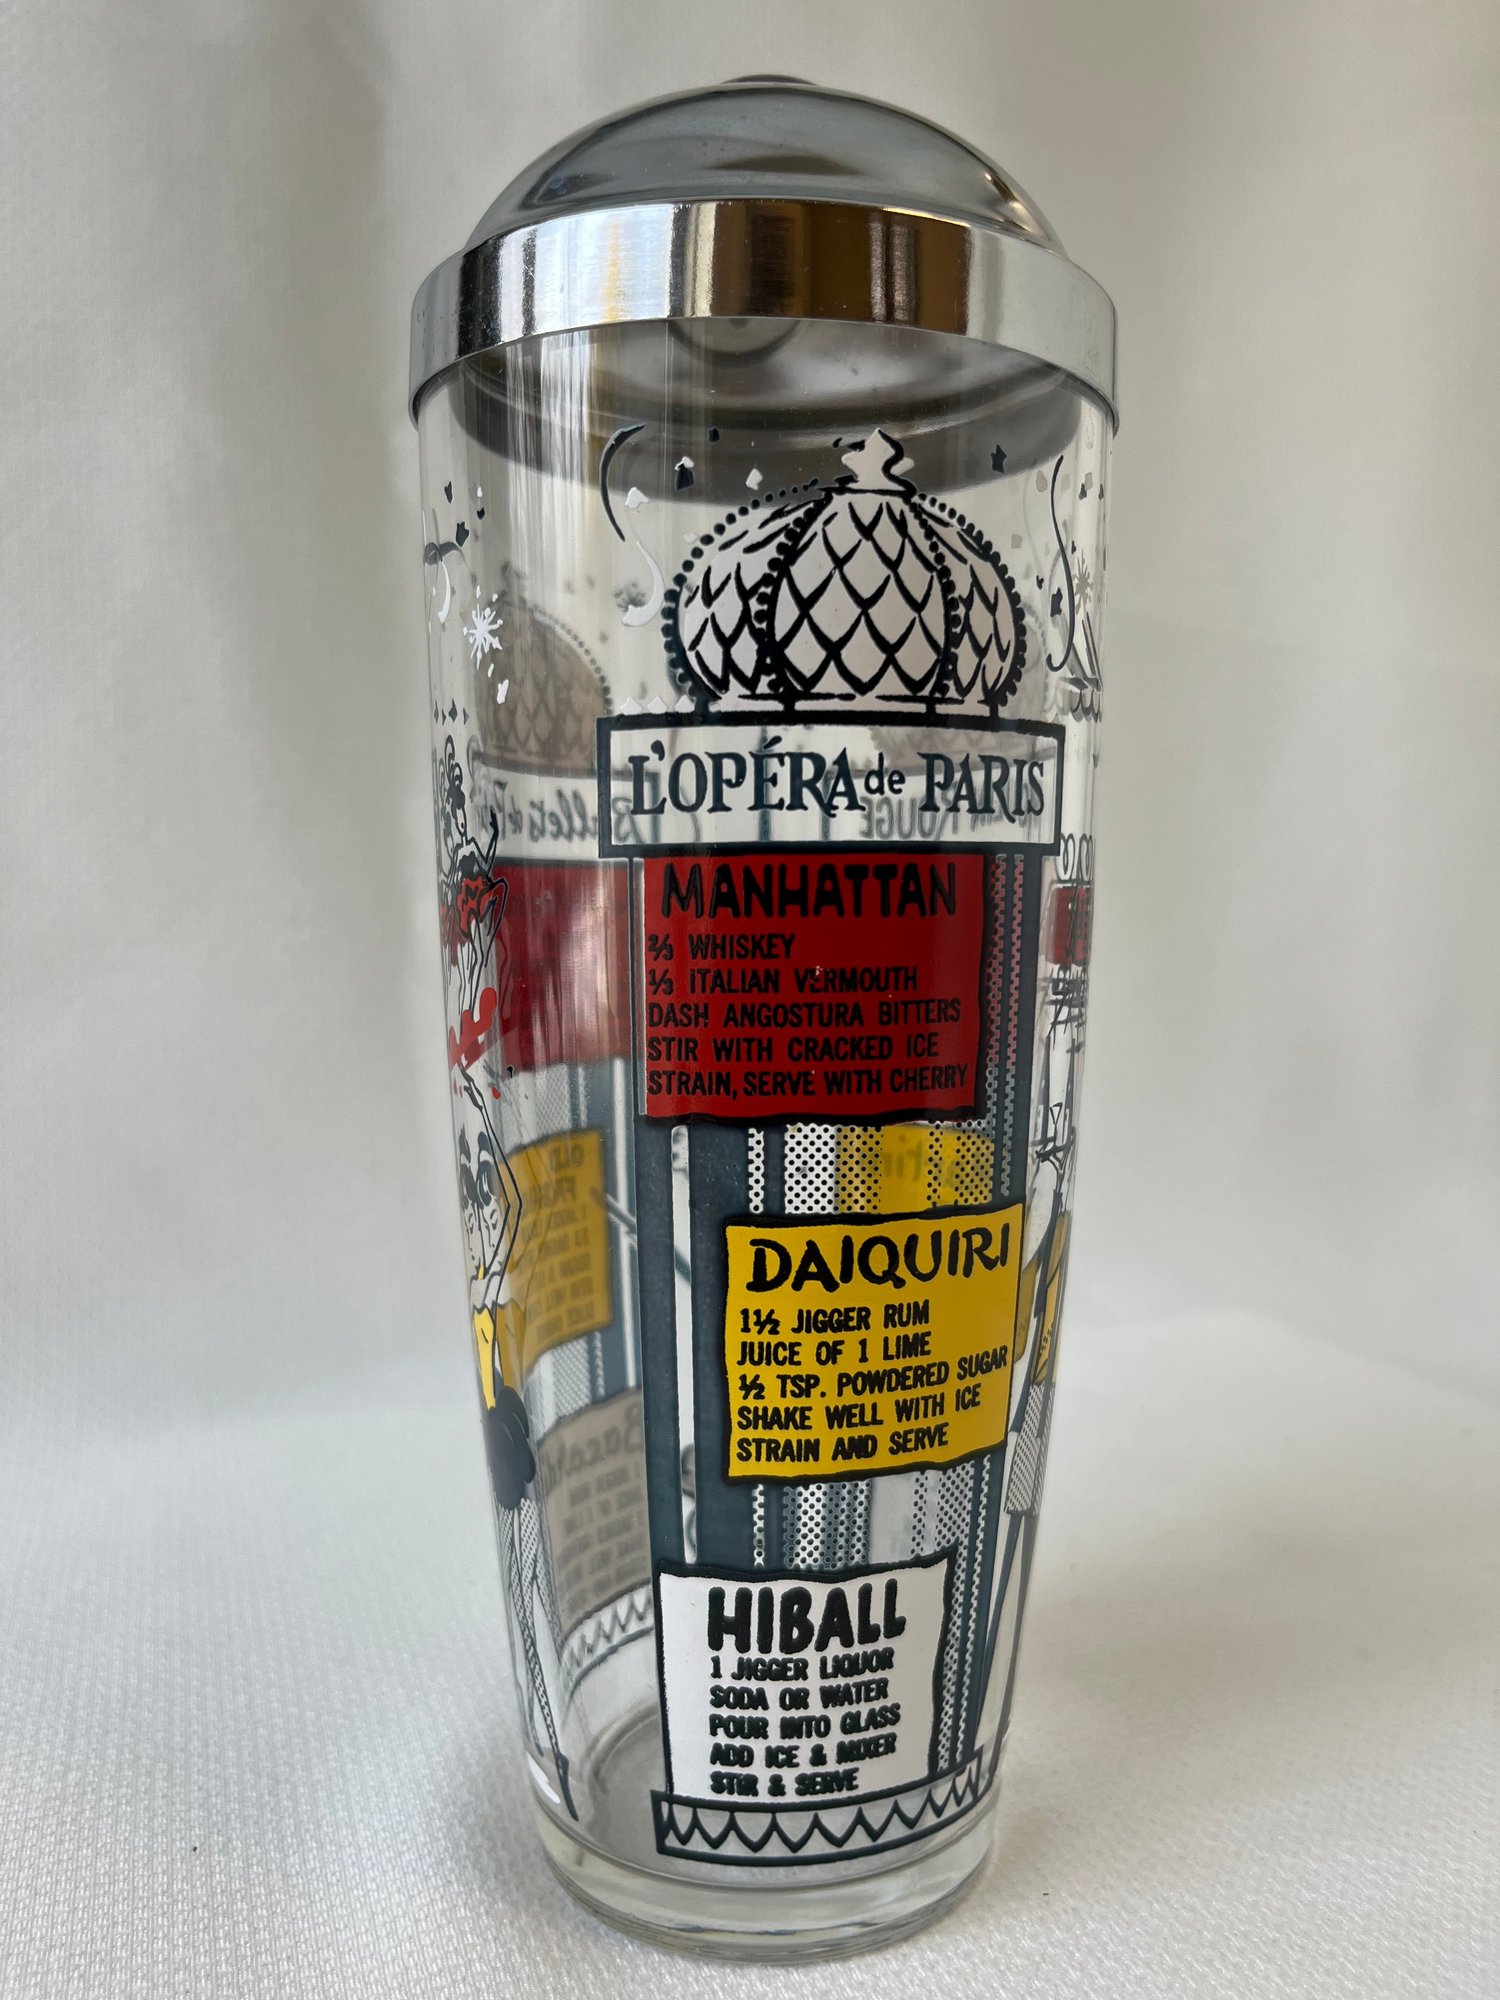 L'OPÉRA de PARIS
MANHATTAN
⅔ WHISKEY
⅓ ITALIAN VERMOUTH
DASH ANGOSTURA BITTERS
STIR WITH CRACKED ICE
STRAIN, SERVE WITH CHERRY
DAIQUIRI
1½ JIGGER RUM
JUICE OF 1 LIME
½ TSP. POWDERED SUGAR
SHAKE WELL WITH ICE
STRAIN AND SERVE
HIBALL
1 JIGGER LIQUOR
SODA OR WATER
POUR INTO GLASS
ADD ICE & MIXER
STIR & SERVE